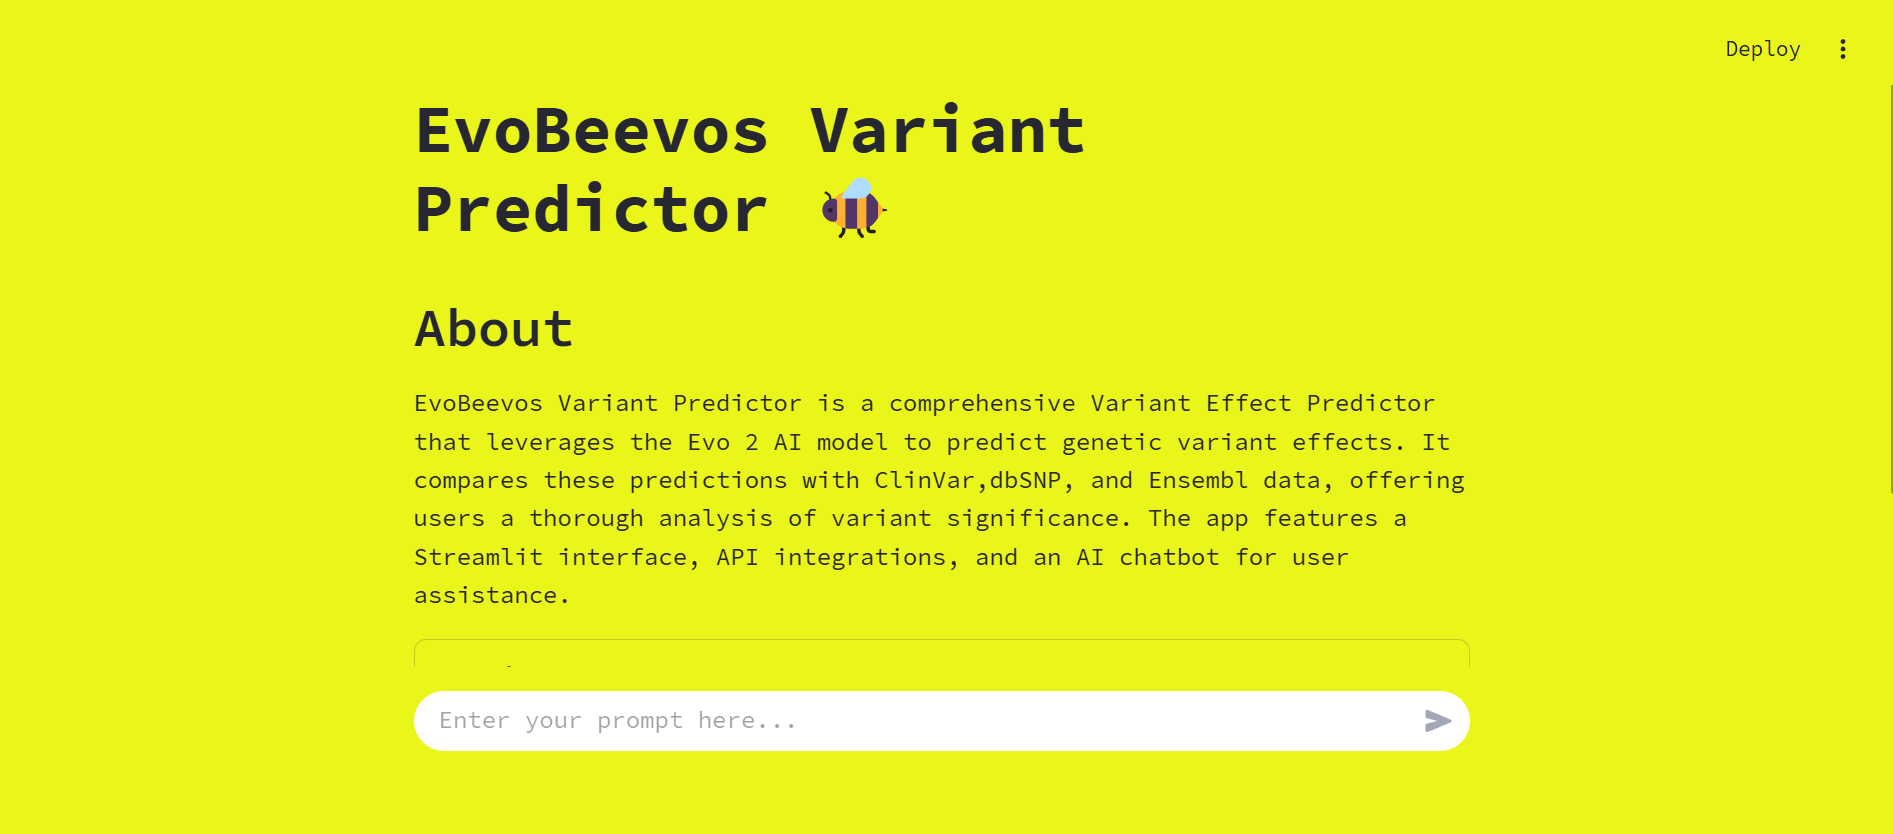 Deploy
EvoBeevos Variant
Predictor
About
EvoBeevos Variant Predictor is a comprehensive Variant Effect Predictor
that leverages the Evo 2 AI model to predict genetic variant effects. It
compares these predictions with ClinVar,dbSNP, and Ensembl data, offering
users a thorough analysis of variant significance. The app features a
Streamlit interface, API integrations, and an AI chatbot for user
assistance.
Enter your prompt here...